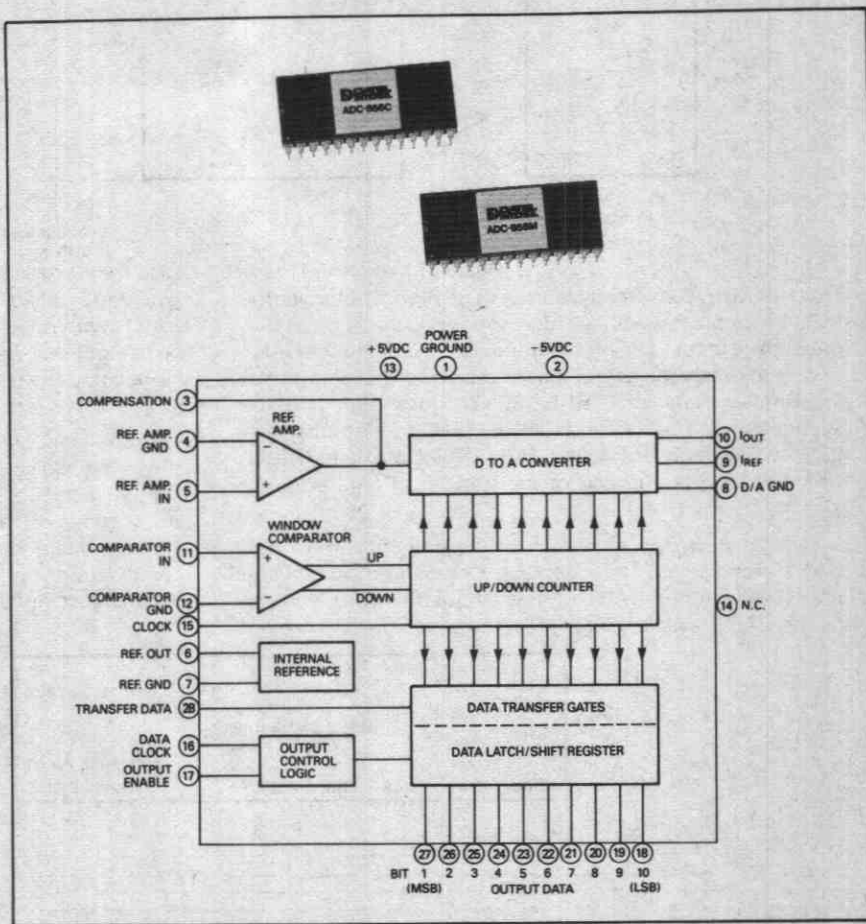 ADC-856C
ADC-856M
+5VDC
13
POWER
GROUND
1
-5VDC
2
COMPENSATION 3
REF. AMP.
GND 4
REF. AMP.
IN 5
REF.
AMP.
-
+
D TO A CONVERTER
10 IOUT
9 IREF
8 D/A GND
COMPARATOR
IN 11
COMPARATOR
GND 12
CLOCK 15
WINDOW
COMPARATOR
+
-
UP
DOWN
UP/DOWN COUNTER
14 N.C.
REF. OUT 6
REF. GND 7
INTERNAL
REFERENCE
TRANSFER DATA 28
DATA TRANSFER GATES
DATA LATCH/SHIFT REGISTER
DATA
CLOCK 16
OUTPUT
ENABLE 17
OUTPUT
CONTROL
LOGIC
27 26 25 24 23 22 21 20 19 18
BIT 1 2 3 4 5 6 7 8 9 10
(MSB) OUTPUT DATA (LSB)